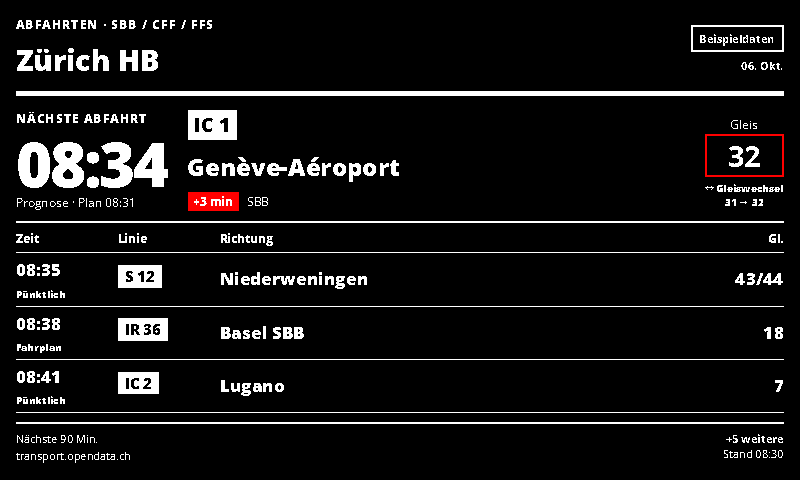 ABFAHRTEN · SBB / CFF / FFS
Zürich HB
Beispieldaten
06. Okt.
NÄCHSTE ABFAHRT
08:34
Prognose · Plan 08:31
IC 1
Genève-Aéroport
+3 min SBB
Gleis
32
↔ Gleiswechsel
31 → 32
Zeit Linie Richtung Gl.
08:35 S 12 Niederweningen 43/44
Pünktlich
08:38 IR 36 Basel SBB 18
Fahrplan
08:41 IC 2 Lugano 7
Pünktlich
Nächste 90 Min. +5 weitere
transport.opendata.ch Stand 08:30